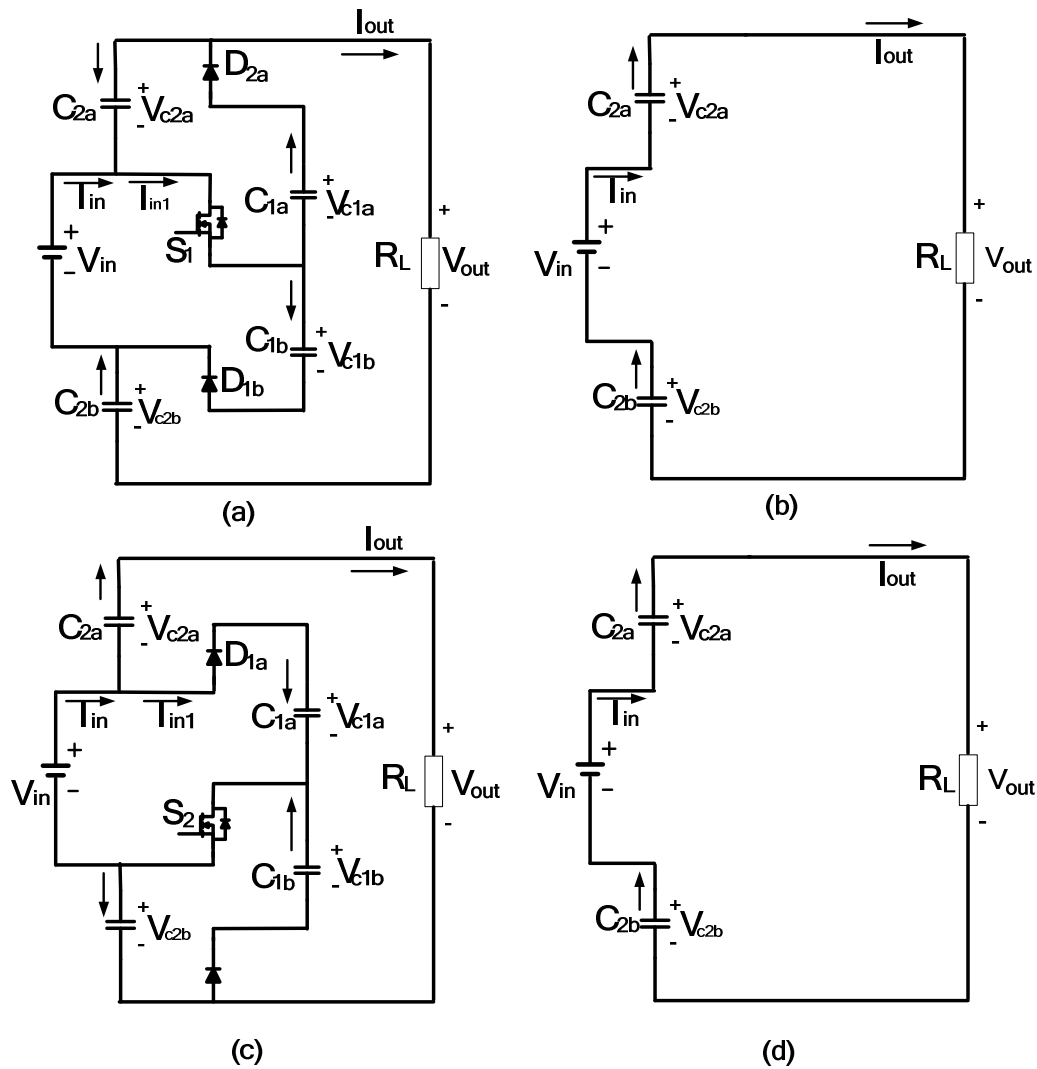 Iout
D2a
C2a
+
-
Vc2a
Iin
Iin1
C1a
+
-
Vc1a
S1
+
-
Vin
RL
+
Vout
-
C1b
+
-
Vc1b
D1b
C2b
+
-
Vc2b
(a)
Iout
C2a
+
-
Vc2a
Iin
+
Vin
-
RL
+
Vout
-
C2b
+
-
Vc2b
(b)
Iout
C2a
+
-
Vc2a
D1a
Iin
Iin1
C1a
+
-
Vc1a
+
Vin
-
S2
RL
+
Vout
-
C1b
+
-
Vc1b
+
-
Vc2b
(c)
Iout
C2a
+
-
Vc2a
Iin
+
Vin
-
RL
+
Vout
-
C2b
+
-
Vc2b
(d)